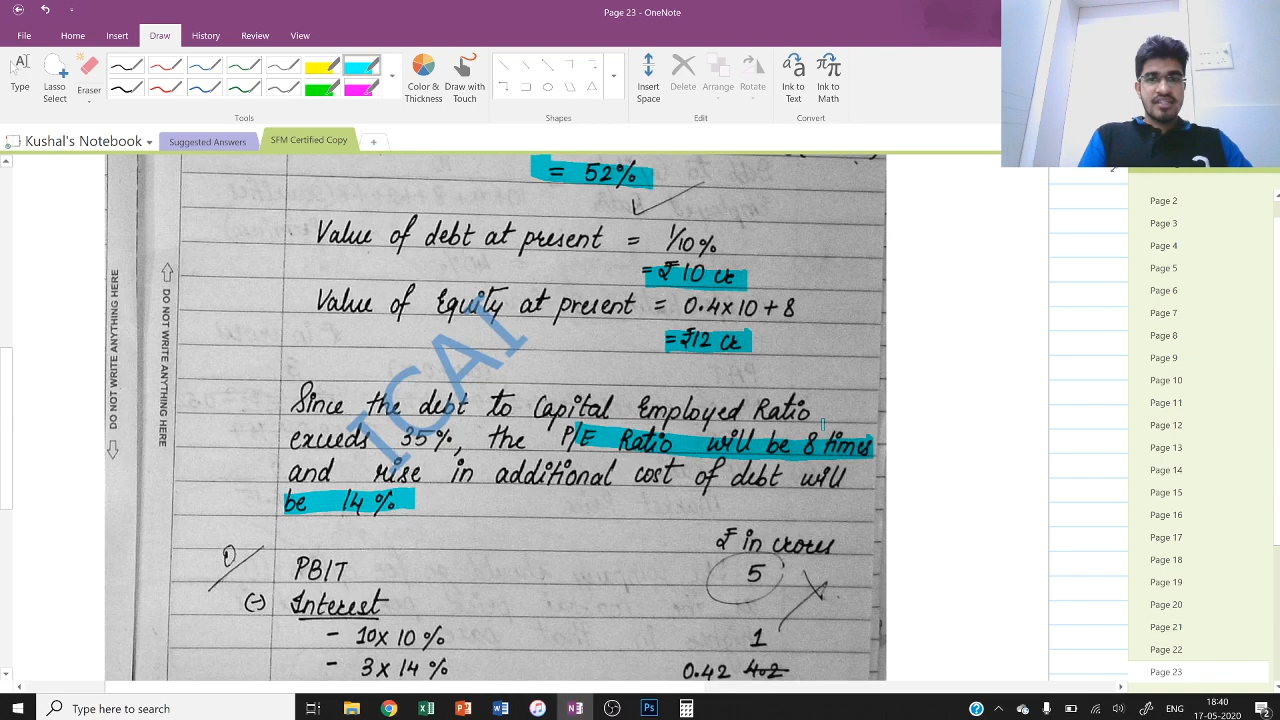 Page 23 - OneNote
File Home Insert Draw History Review View
Type
Lasso Select
Eraser
Color & Thickness
Draw with Touch
Insert Space
Delete
Arrange
Rotate
Ink to Text
Ink to Math
Tools
Shapes
Edit
Convert
Kushal's Notebook
Suggested Answers
SFM Certified Copy
+
= 52%
Value of debt at present = 1/10%
= ₹ 10 cr
Value of Equity at present = 0.4x10 + 8
= ₹12 cr
Since the debt to Capital Employed Ratio
exceeds 35%, the P/E Ratio will be 8 times
and rise in additional cost of debt will
be 14%
₹ in crores
PBIT 5
(-) Interest
- 10 x 10% 1
- 3 x 14% 0.42 4.2
DO NOT WRITE ANYTHING HERE
DO NOT WRITE ANYTHING HERE
ICAI
Page 2
Page 3
Page 4
Page 5
Page 6
Page 7
Page 8
Page 9
Page 10
Page 11
Page 12
Page 13
Page 14
Page 15
Page 16
Page 17
Page 18
Page 19
Page 20
Page 21
Page 22
Page 23
Type here to search
18:40
17-05-2020